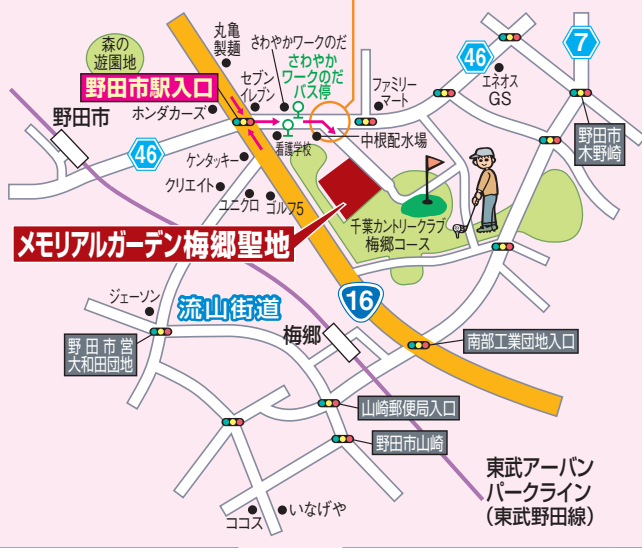 森の
遊園地
丸亀
製麺
さわやかワークのだ
さわやか
ワークのだ
バス停
46
7
エネオス
GS
野田市駅入口
セブン
イレブン
ファミリー
マート
ホンダカーズ
野田市
看護学校
中根配水場
野田市
木野崎
46
ケンタッキー
クリエイト
ユニクロ
ゴルフ5
千葉カントリークラブ
梅郷コース
メモリアルガーデン梅郷聖地
ジェーソン
流山街道
16
梅郷
野田市営
大和田団地
南部工業団地入口
山崎郵便局入口
野田市山崎
東武アーバン
パークライン
(東武野田線)
いなげや
ココス